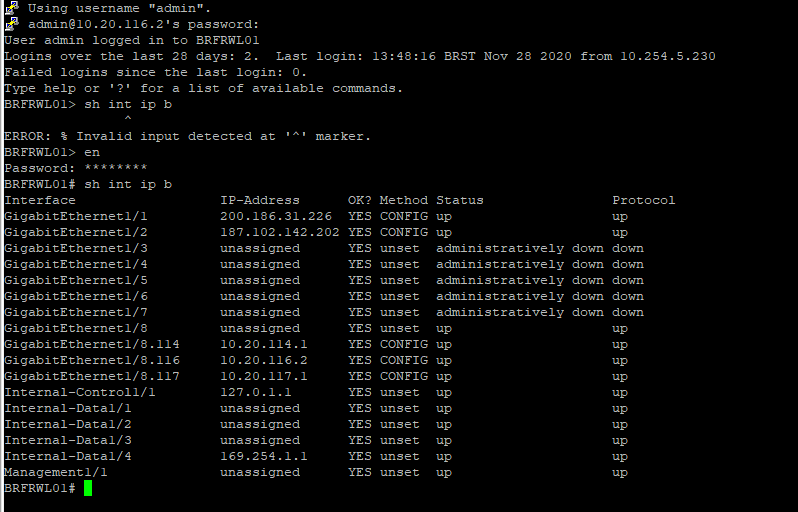 Using username "admin".
admin@10.20.116.2's password:
User admin logged in to BRFRWL01
Logins over the last 28 days: 2.  Last login: 13:48:16 BRST Nov 28 2020 from 10.254.5.230
Failed logins since the last login: 0.
Type help or '?' for a list of available commands.
BRFRWL01> sh int ip b
               ^
ERROR: % Invalid input detected at '^' marker.
BRFRWL01> en
Password: ********
BRFRWL01# sh int ip b
Interface                  IP-Address      OK? Method Status                Protocol
GigabitEthernet1/1         200.186.31.226  YES CONFIG up                    up
GigabitEthernet1/2         187.102.142.202 YES CONFIG up                    up
GigabitEthernet1/3         unassigned      YES unset  administratively down down
GigabitEthernet1/4         unassigned      YES unset  administratively down down
GigabitEthernet1/5         unassigned      YES unset  administratively down down
GigabitEthernet1/6         unassigned      YES unset  administratively down down
GigabitEthernet1/7         unassigned      YES unset  administratively down down
GigabitEthernet1/8         unassigned      YES unset  up                    up
GigabitEthernet1/8.114     10.20.114.1     YES CONFIG up                    up
GigabitEthernet1/8.116     10.20.116.2     YES CONFIG up                    up
GigabitEthernet1/8.117     10.20.117.1     YES CONFIG up                    up
Internal-Control1/1        127.0.1.1       YES unset  up                    up
Internal-Data1/1           unassigned      YES unset  up                    up
Internal-Data1/2           unassigned      YES unset  up                    up
Internal-Data1/3           unassigned      YES unset  up                    up
Internal-Data1/4           169.254.1.1     YES unset  up                    up
Management1/1              unassigned      YES unset  up                    up
BRFRWL01#